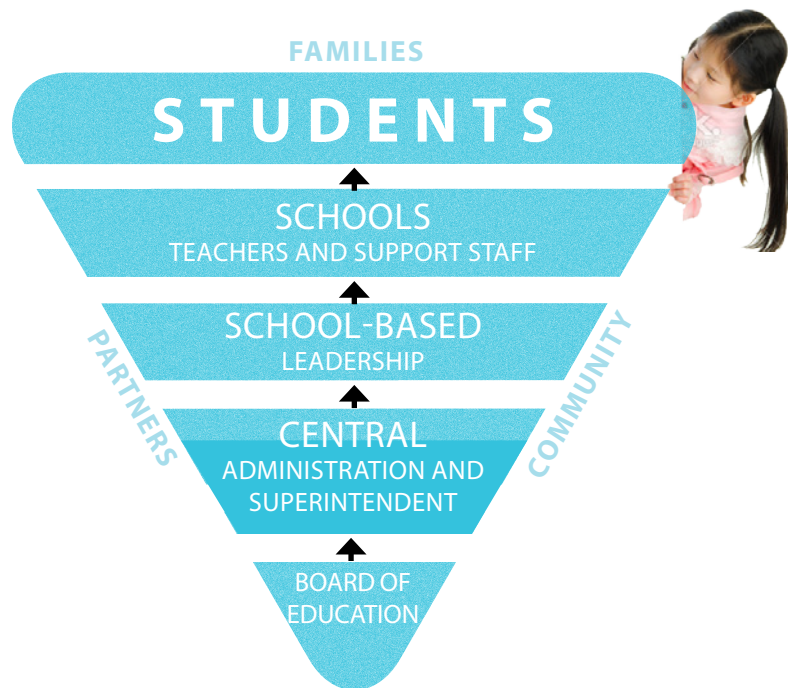 FAMILIES
STUDENTS
SCHOOLS
TEACHERS AND SUPPORT STAFF
SCHOOL-BASED
LEADERSHIP
PARTNERS
COMMUNITY
CENTRAL
ADMINISTRATION AND
SUPERINTENDENT
BOARD OF
EDUCATION